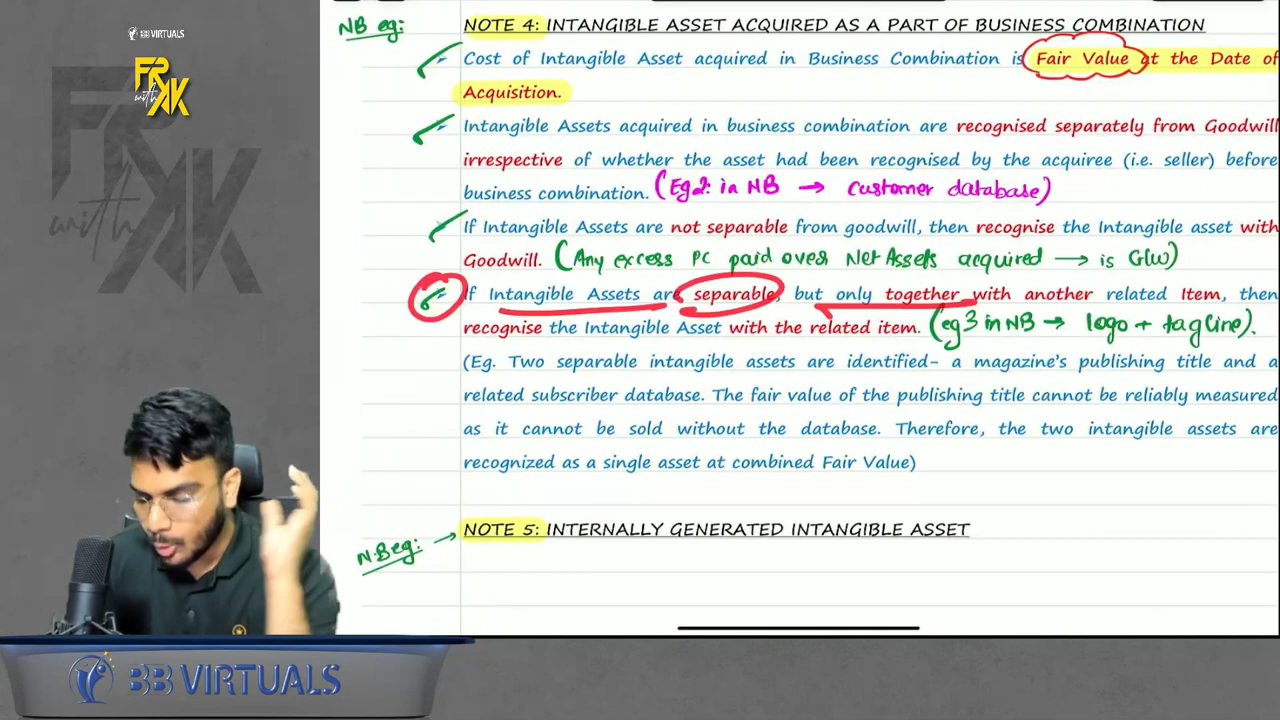 BB VIRTUALS
FR
with
AK
FR
with
AK
NB eg:
NOTE 4: INTANGIBLE ASSET ACQUIRED AS A PART OF BUSINESS COMBINATION
Cost of Intangible Asset acquired in Business Combination is Fair Value at the Date of
Acquisition.
Intangible Assets acquired in business combination are recognised separately from Goodwill
irrespective of whether the asset had been recognised by the acquiree (i.e. seller) before
business combination. (Eg2: in NB → customer database)
If Intangible Assets are not separable from goodwill, then recognise the Intangible asset with
Goodwill. (Any excess PC paid over Net Assets acquired → is G/w)
If Intangible Assets are separable, but only together with another related Item, then
recognise the Intangible Asset with the related item. (eg3 in NB → logo + tagline).
(Eg. Two separable intangible assets are identified- a magazine's publishing title and a
related subscriber database. The fair value of the publishing title cannot be reliably measured
as it cannot be sold without the database. Therefore, the two intangible assets are
recognized as a single asset at combined Fair Value)
N.B eg: →
NOTE 5: INTERNALLY GENERATED INTANGIBLE ASSET
BB VIRTUALS